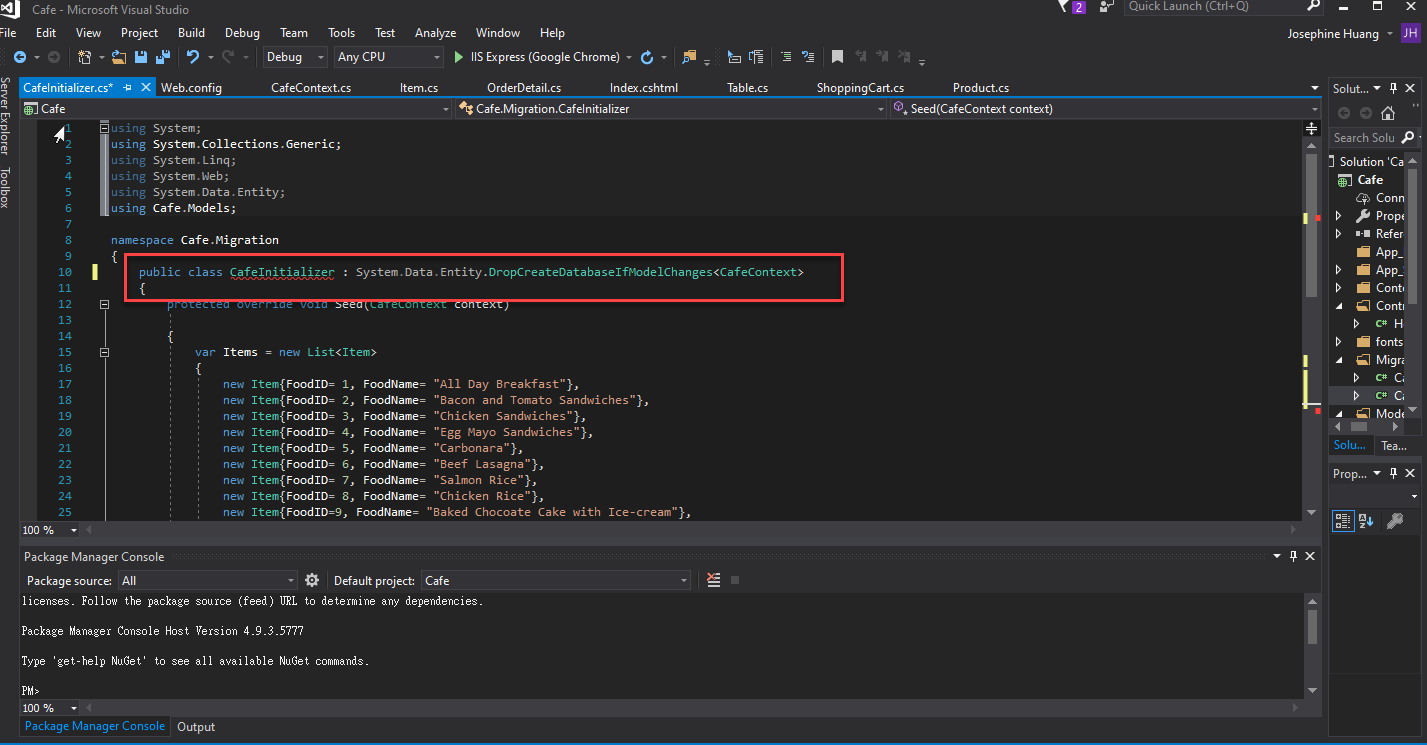 Cafe - Microsoft Visual Studio
2
Quick Launch (Ctrl+Q)
File Edit View Project Build Debug Team Tools Test Analyze Window Help
Josephine Huang JH
Debug Any CPU IIS Express (Google Chrome)
Server Explorer
Toolbox
CafeInitializer.cs* Web.config CafeContext.cs Item.cs OrderDetail.cs Index.cshtml Table.cs ShoppingCart.cs Product.cs
Cafe Cafe.Migration.CafeInitializer Seed(CafeContext context)
1 using System;
2 using System.Collections.Generic;
3 using System.Linq;
4 using System.Web;
5 using System.Data.Entity;
6 using Cafe.Models;
7
8 namespace Cafe.Migration
9 {
10 public class CafeInitializer : System.Data.Entity.DropCreateDatabaseIfModelChanges<CafeContext>
11 {
12 protected override void Seed(CafeContext context)
13
14 {
15 var Items = new List<Item>
16 {
17 new Item{FoodID= 1, FoodName= "All Day Breakfast"},
18 new Item{FoodID= 2, FoodName= "Bacon and Tomato Sandwiches"},
19 new Item{FoodID= 3, FoodName= "Chicken Sandwiches"},
20 new Item{FoodID= 4, FoodName= "Egg Mayo Sandwiches"},
21 new Item{FoodID= 5, FoodName= "Carbonara"},
22 new Item{FoodID= 6, FoodName= "Beef Lasagna"},
23 new Item{FoodID= 7, FoodName= "Salmon Rice"},
24 new Item{FoodID= 8, FoodName= "Chicken Rice"},
25 new Item{FoodID=9, FoodName= "Baked Chocoate Cake with Ice-cream"},
100 %
Package Manager Console
Package source: All Default project: Cafe
licenses. Follow the package source (feed) URL to determine any dependencies.
Package Manager Console Host Version 4.9.3.5777
Type 'get-help NuGet' to see all available NuGet commands.
PM>
100 %
Package Manager Console Output
Solut...
Search Solu
Solution 'Ca
Cafe
Conn
Prope
Refer
App_
App_
Conte
Contr
C# H
fonts
Migra
C# Ca
C# Ca
Mode
Solu... Tea...
Prop...